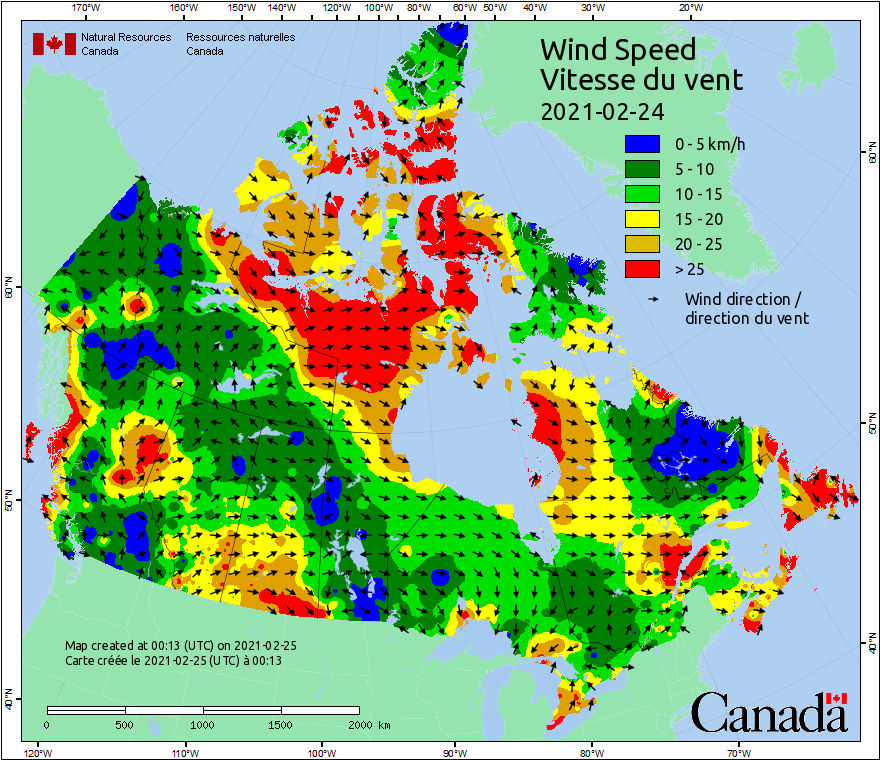 170°W 160°W 150°W 140°W 120°W 100°W 80°W 60°W 50°W 40°W 30°W 20°W
Natural Resources Ressources naturelles
Canada Canada
Wind Speed
Vitesse du vent
2021-02-24
0 - 5 km/h
5 - 10
10 - 15
15 - 20
20 - 25
> 25
Wind direction /
direction du vent
60°N
60°N
50°N
50°N
40°N
40°N
Map created at 00:13 (UTC) on 2021-02-25
Carte créée le 2021-02-25 (UTC) à 00:13
0 500 1000 1500 2000 km
Canada
120°W 110°W 100°W 90°W 80°W 70°W